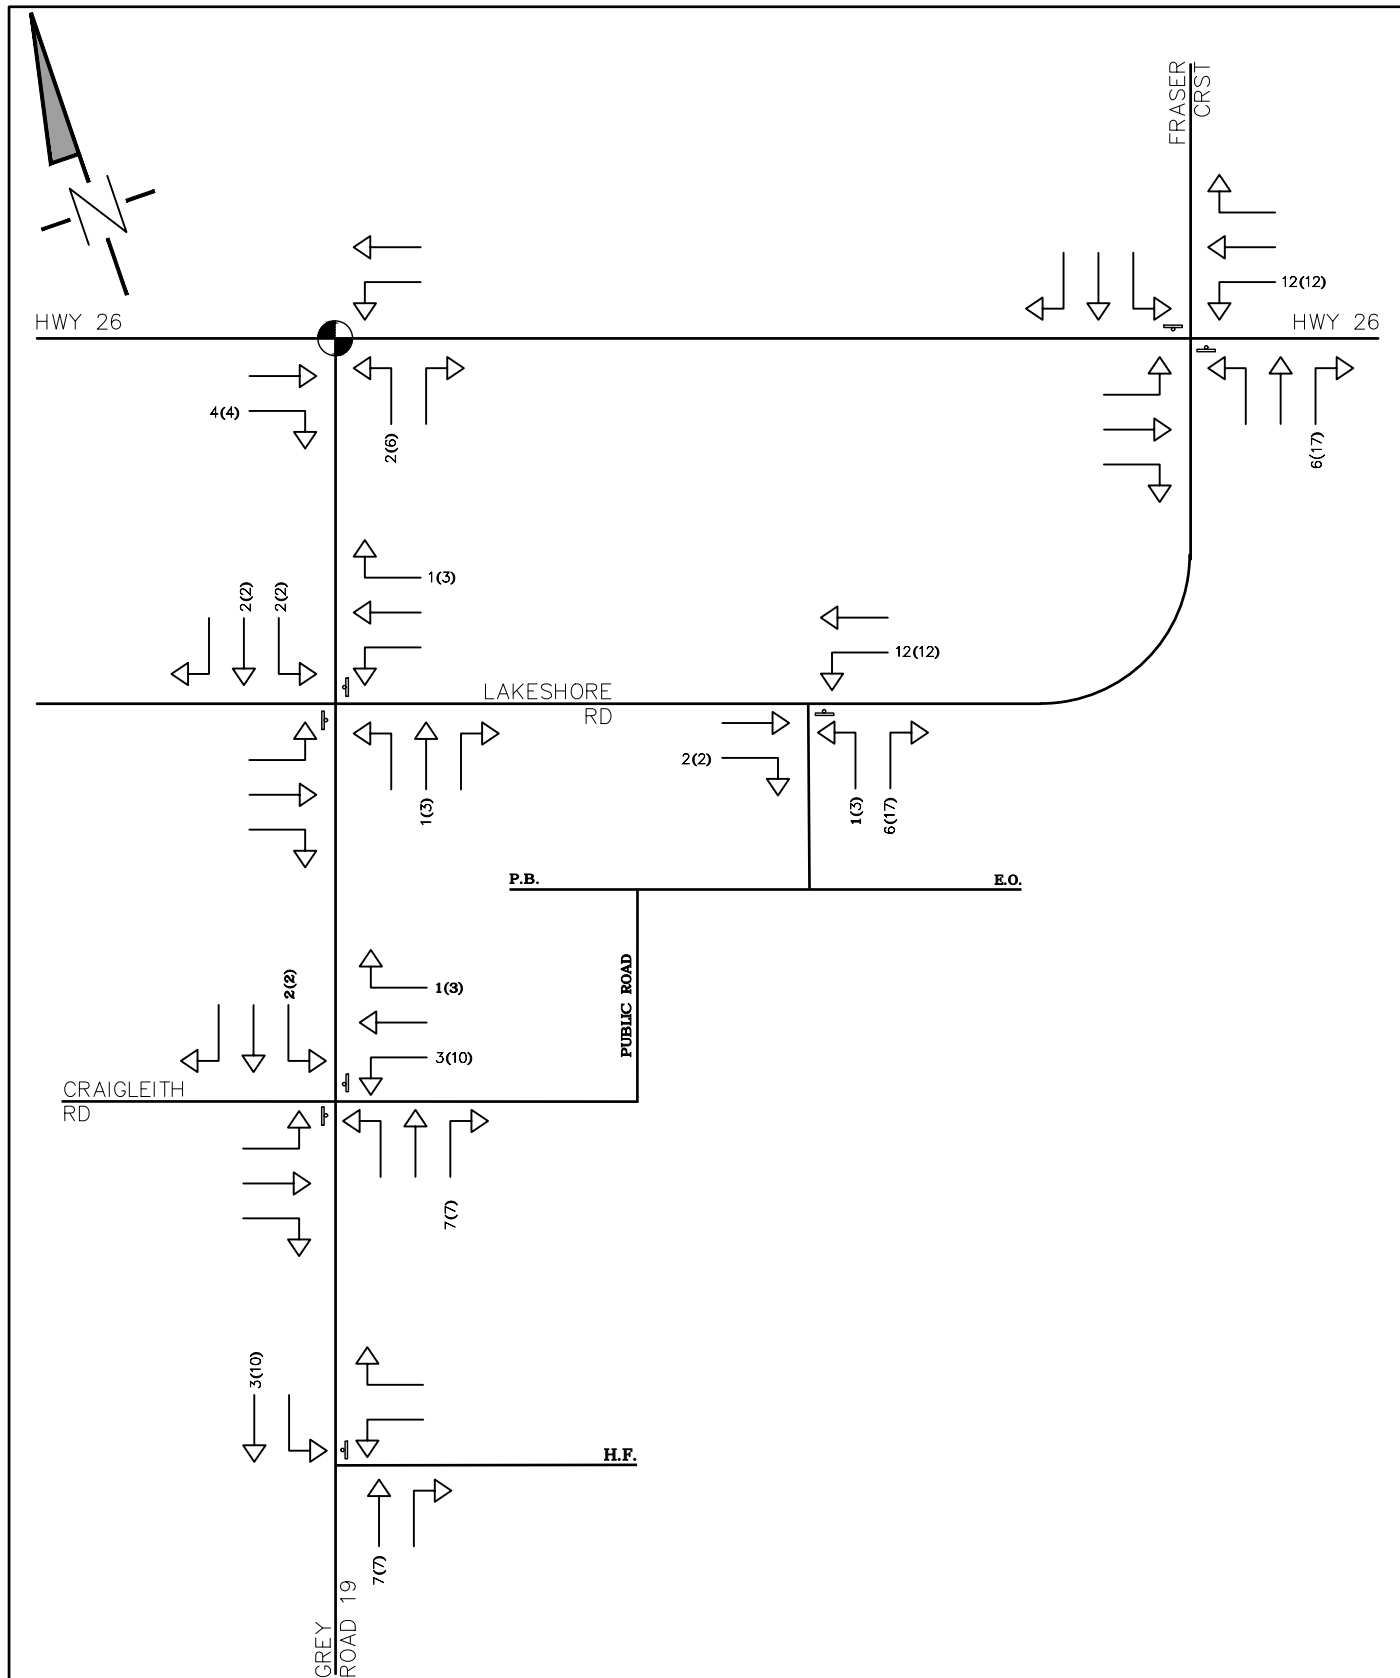 FRASER
CRST
12(12)
HWY 26
HWY 26
4(4)
2(6)
6(17)
1(3)
2(2)
2(2)
12(12)
LAKESHORE
RD
2(2)
1(3)
1(3)
6(17)
P.B.
E.O.
PUBLIC ROAD
2(2)
1(3)
3(10)
CRAIGLEITH
RD
7(7)
3(10)
H.F.
7(7)
GREY
ROAD 19